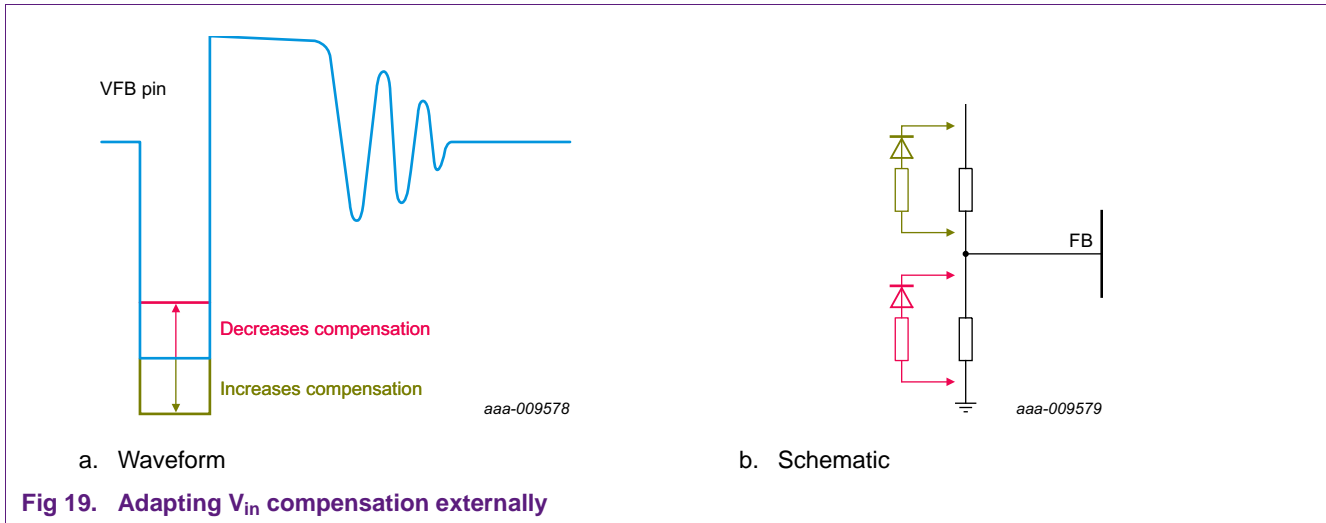 VFB pin
Decreases compensation
Increases compensation
aaa-009578
FB
aaa-009579
a. Waveform
b. Schematic
Fig 19. Adapting Vin compensation externally